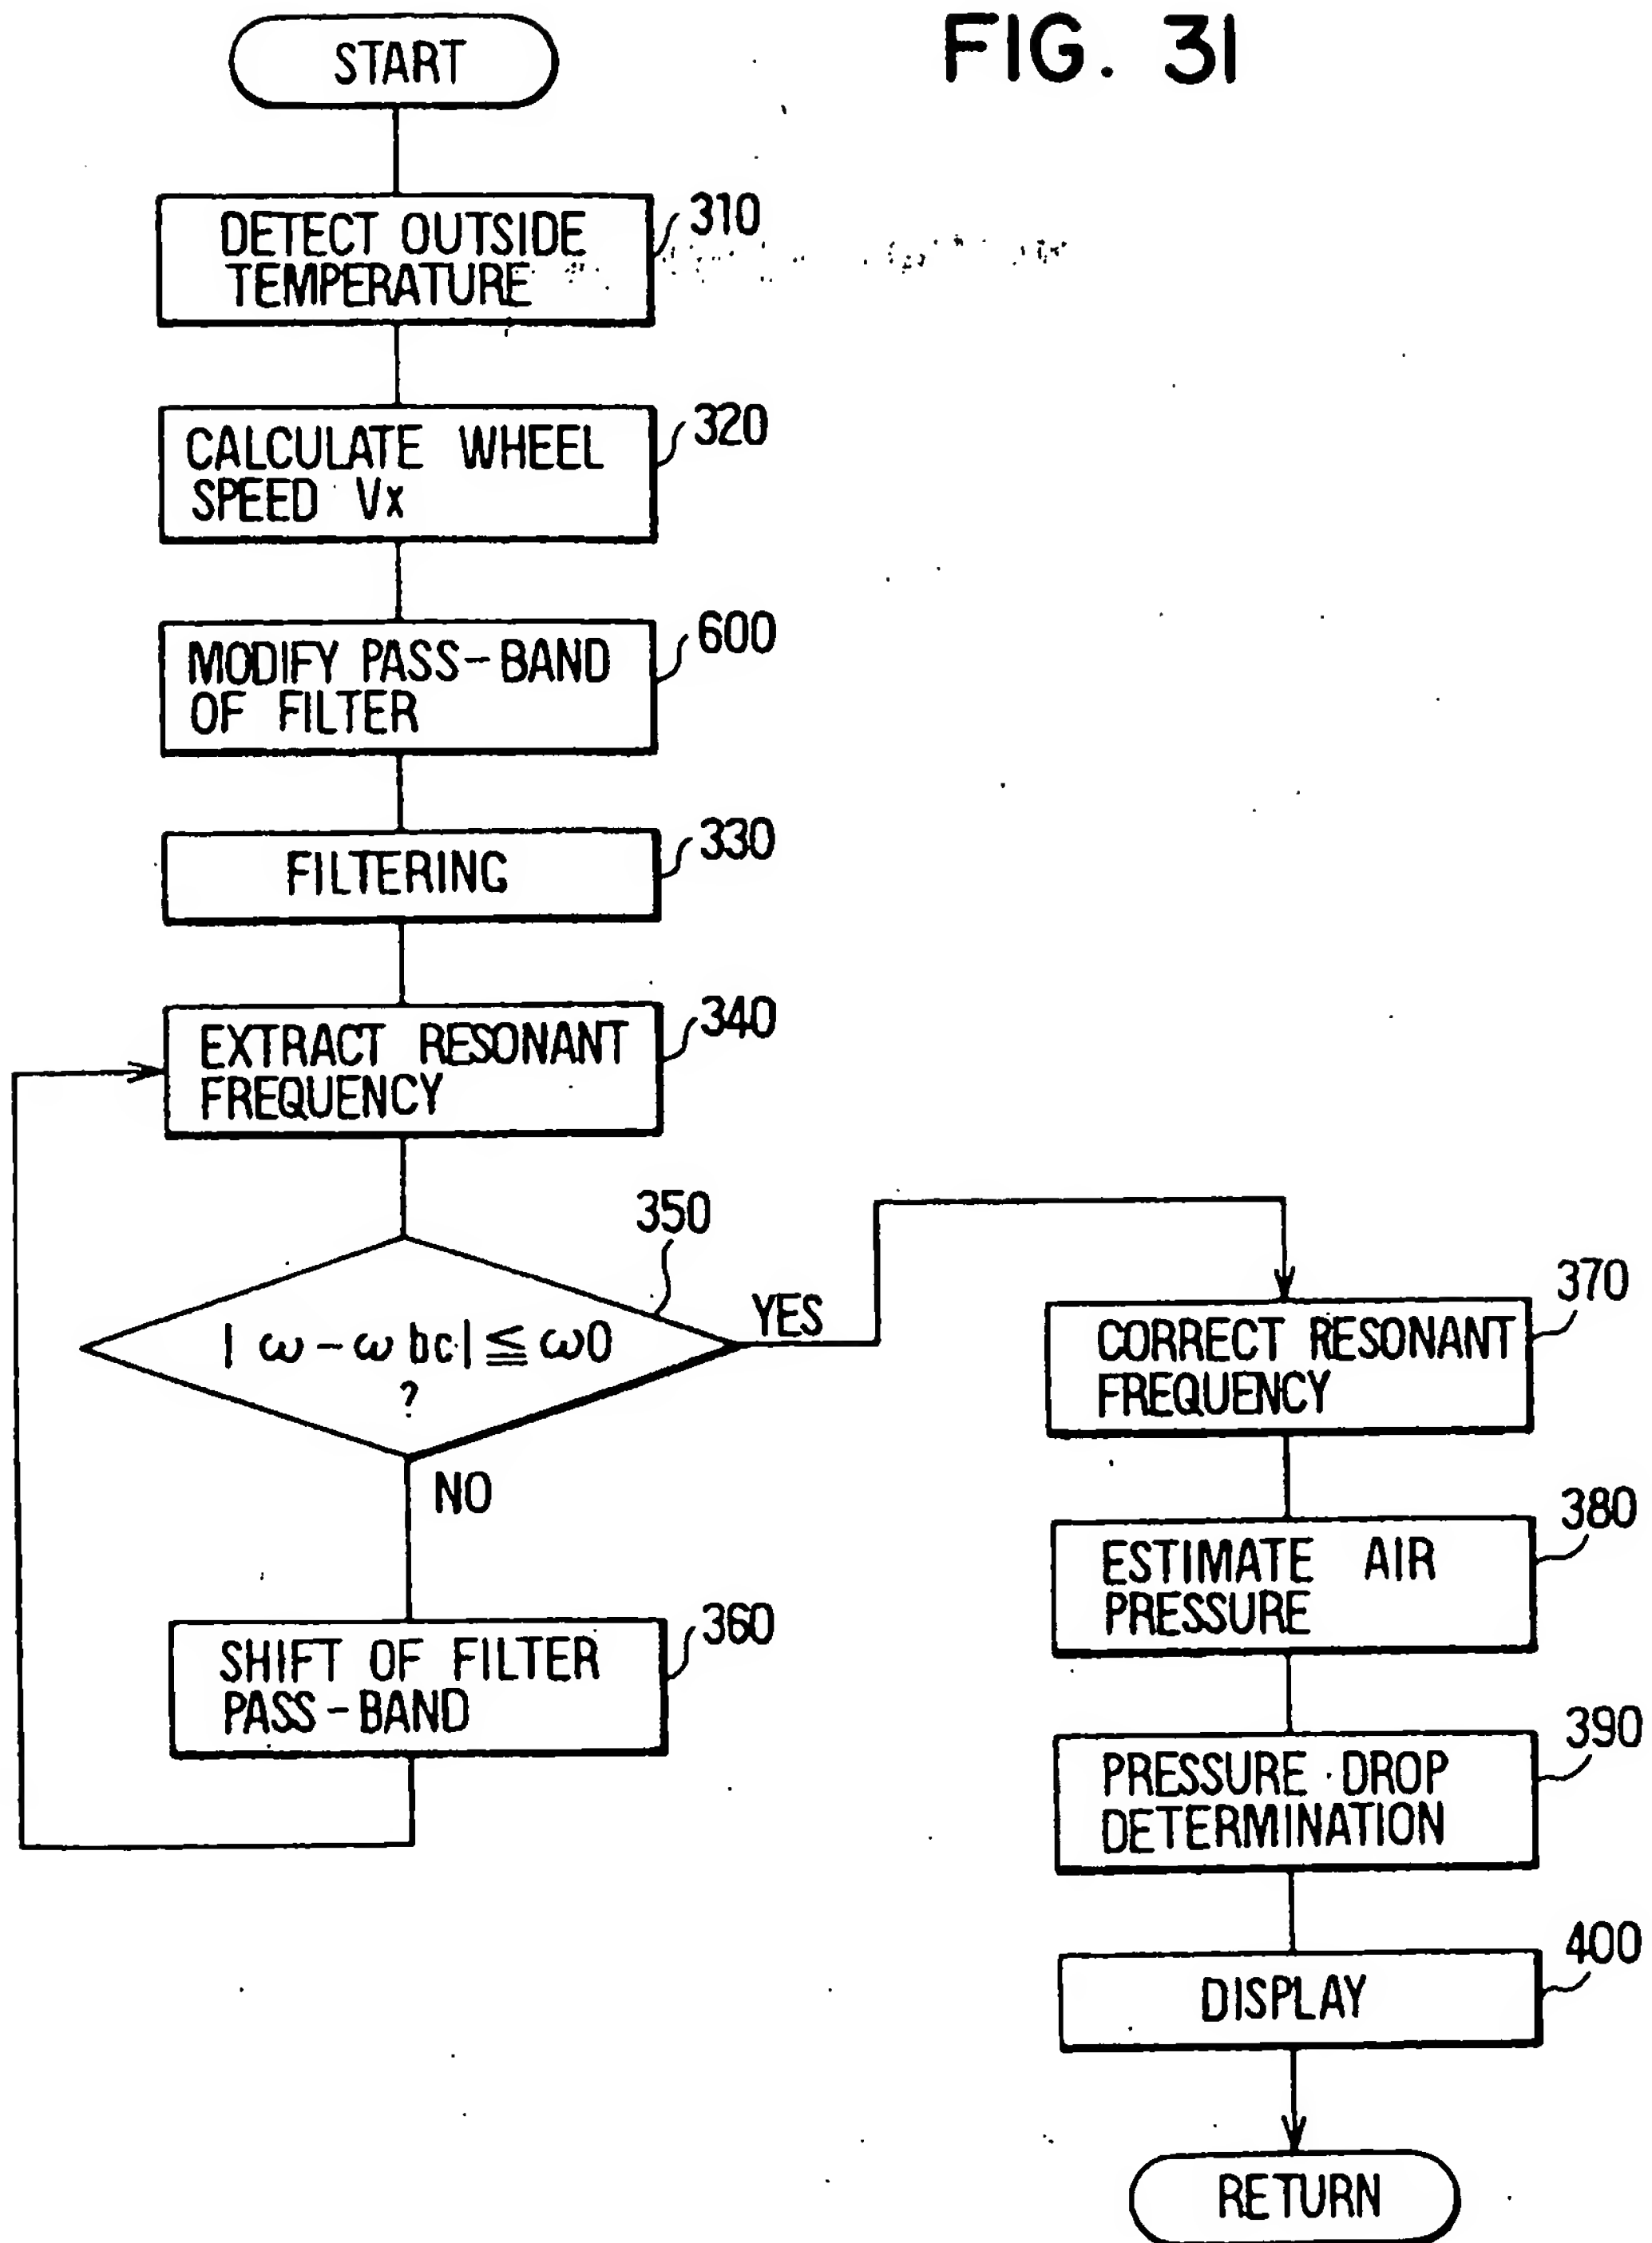 FIG. 31
START
DETECT OUTSIDE
TEMPERATURE
310
CALCULATE WHEEL
SPEED Vx
320
MODIFY PASS-BAND
OF FILTER
600
FILTERING
330
EXTRACT RESONANT
FREQUENCY
340
350
| ω - ω bc | ≦ ω0
?
YES
NO
SHIFT OF FILTER
PASS-BAND
360
CORRECT RESONANT
FREQUENCY
370
ESTIMATE AIR
PRESSURE
380
PRESSURE DROP
DETERMINATION
390
DISPLAY
400
RETURN